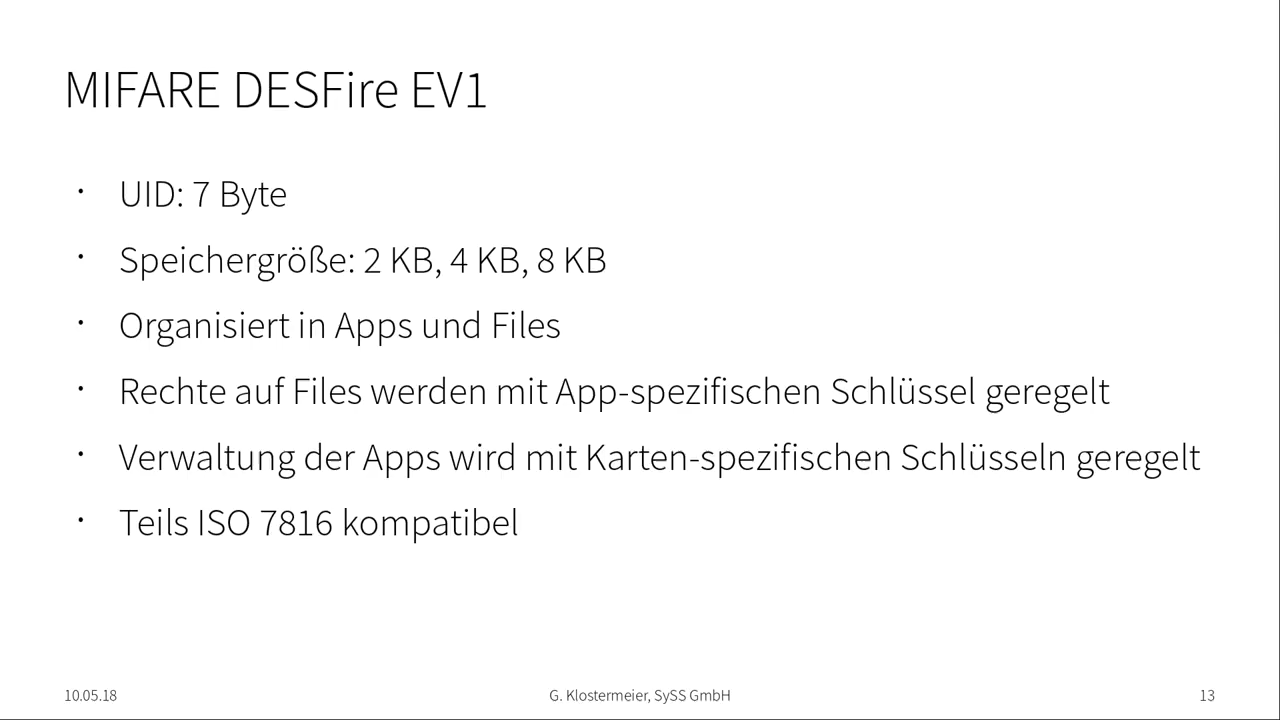 MIFARE DESFire EV1
· UID: 7 Byte
· Speichergröße: 2 KB, 4 KB, 8 KB
· Organisiert in Apps und Files
· Rechte auf Files werden mit App-spezifischen Schlüssel geregelt
· Verwaltung der Apps wird mit Karten-spezifischen Schlüsseln geregelt
· Teils ISO 7816 kompatibel
10.05.18 G. Klostermeier, SySS GmbH 13